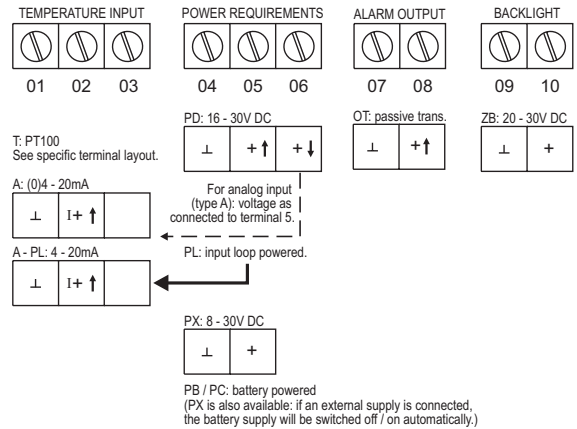 TEMPERATURE INPUT
POWER REQUIREMENTS
ALARM OUTPUT
BACKLIGHT
01 02 03
04 05 06
07 08
09 10
T: PT100
See specific terminal layout.
A: (0)4 - 20mA
⊥ I+ ↑
A - PL: 4 - 20mA
⊥ I+ ↑
PD: 16 - 30V DC
⊥ +↑ +↓
For analog input
(type A): voltage as
connected to terminal 5.
PL: input loop powered.
PX: 8 - 30V DC
⊥ +
PB / PC: battery powered
(PX is also available: if an external supply is connected,
the battery supply will be switched off / on automatically.)
OT: passive trans.
⊥ +↑
ZB: 20 - 30V DC
⊥ +